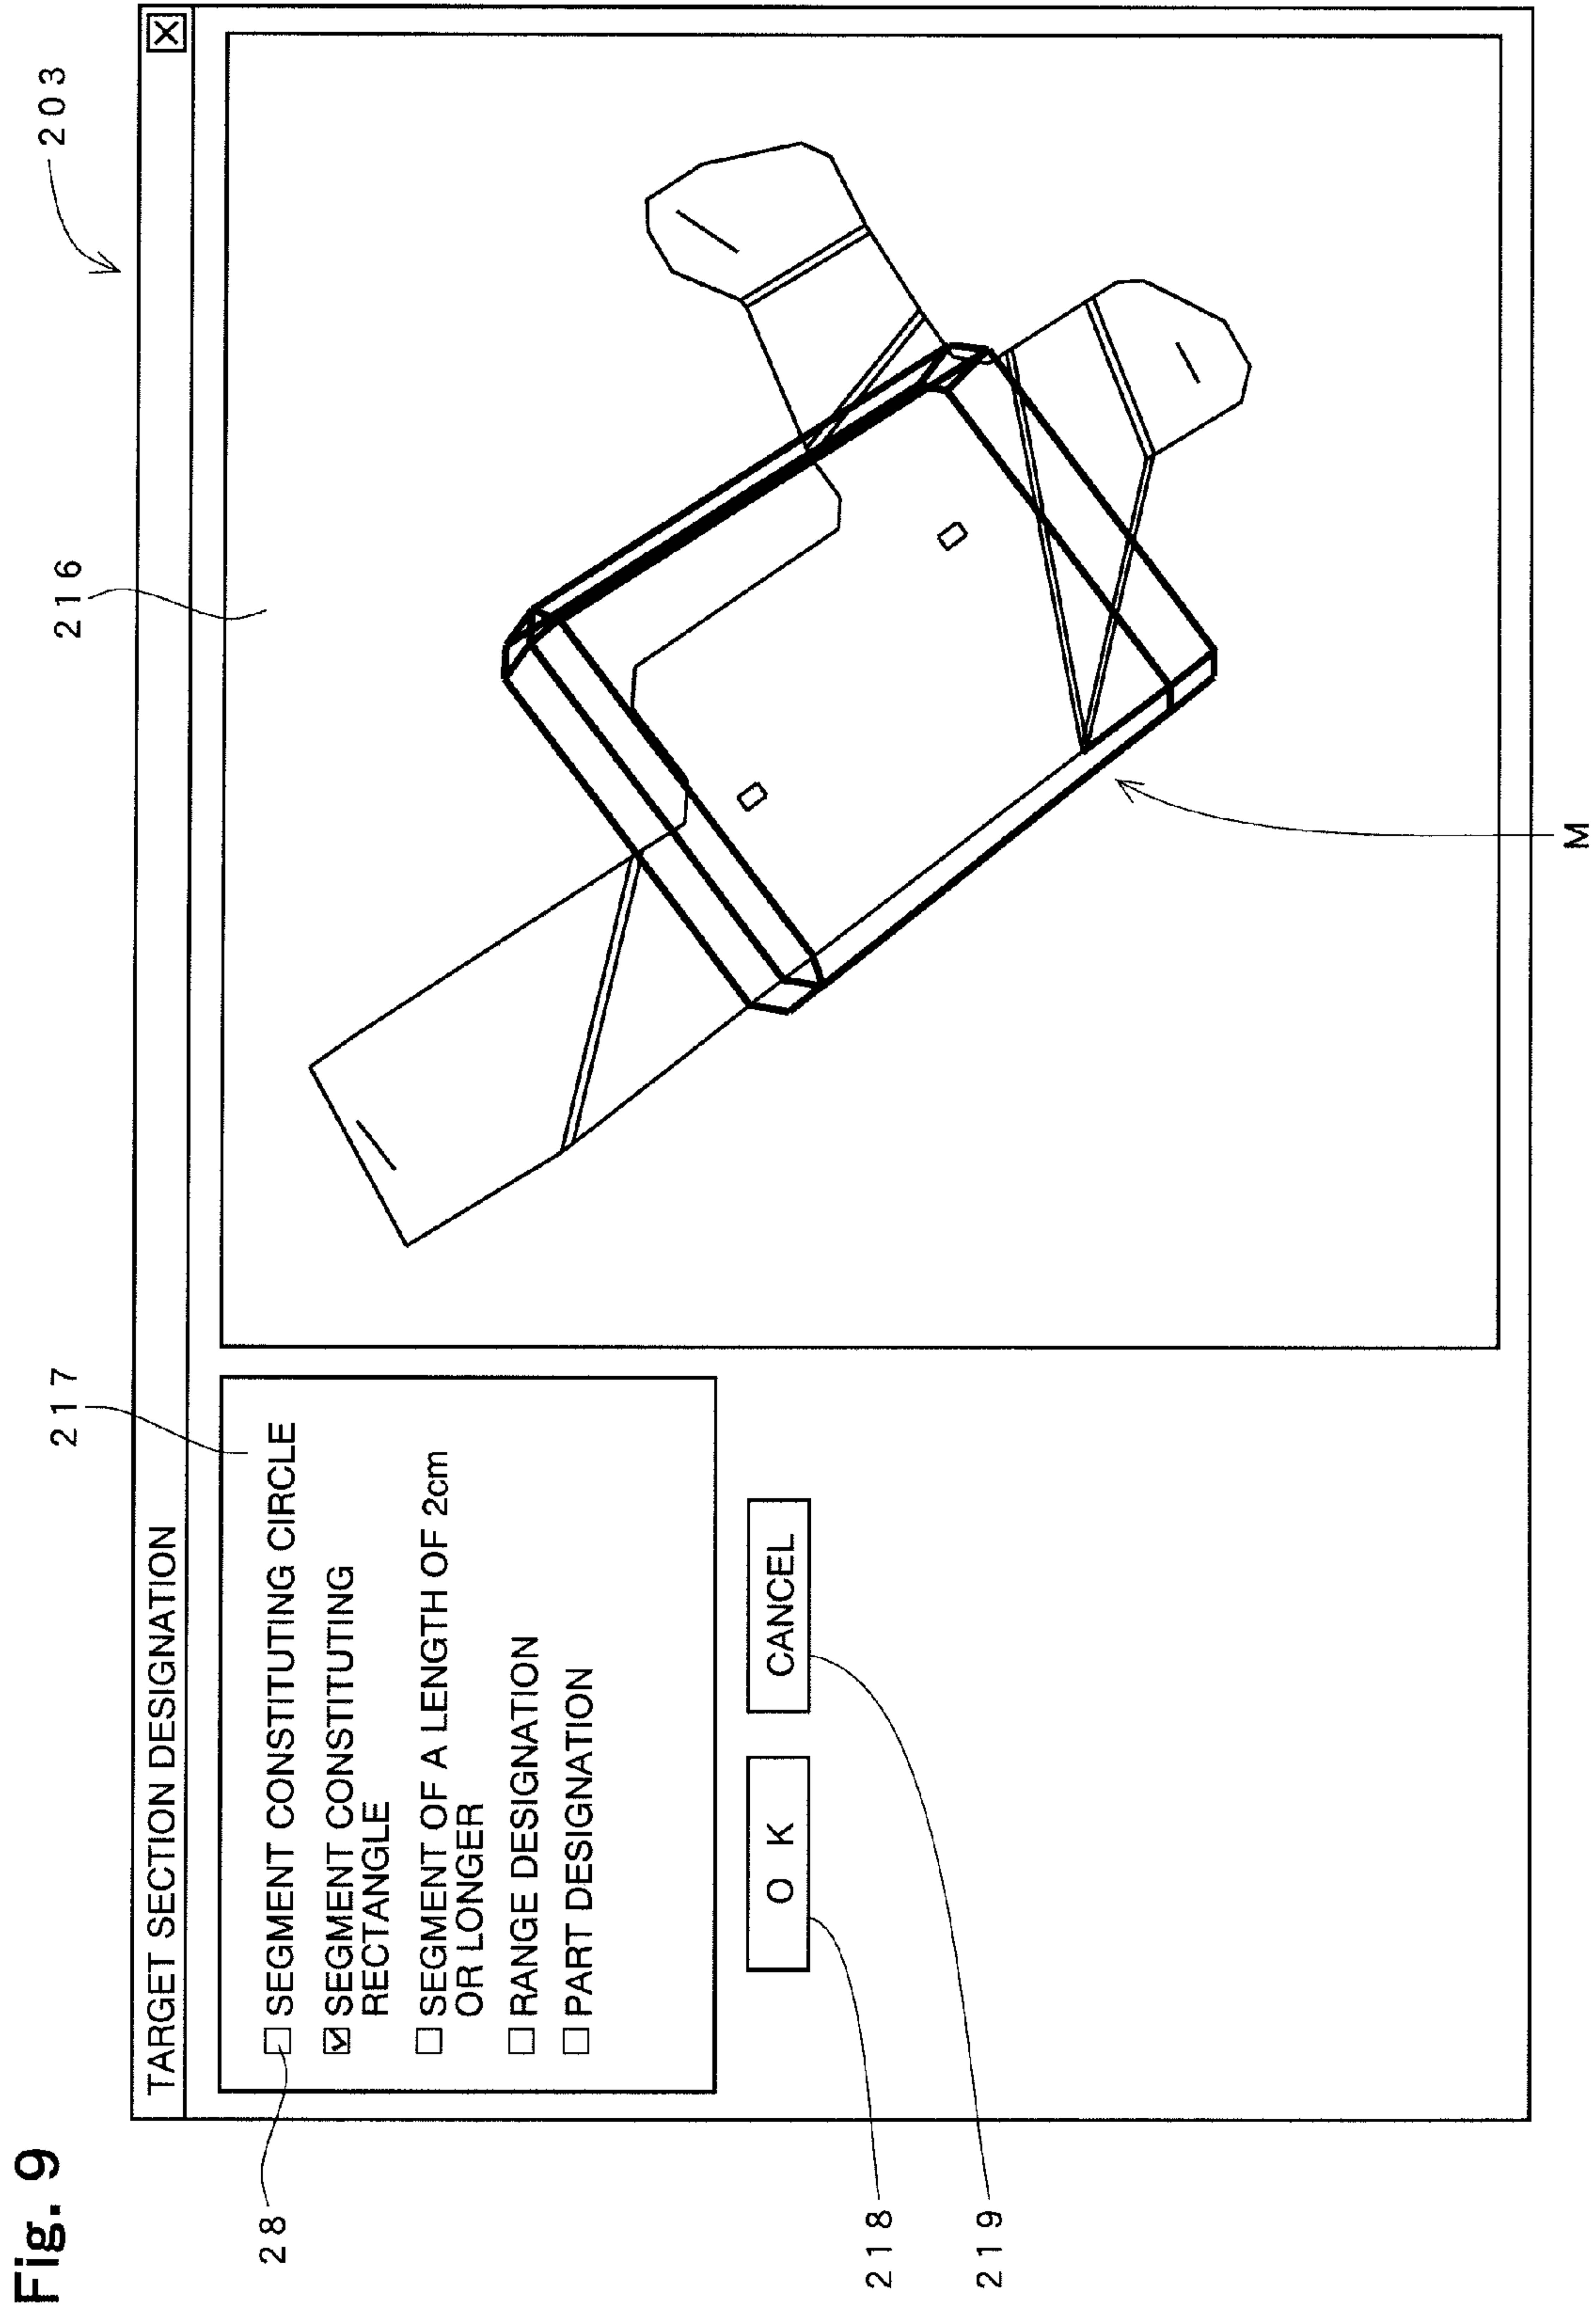 Fig. 9
203
216
217
TARGET SECTION DESIGNATION
28
SEGMENT CONSTITUTING CIRCLE
SEGMENT CONSTITUTING
RECTANGLE
SEGMENT OF A LENGTH OF 2cm
OR LONGER
RANGE DESIGNATION
PART DESIGNATION
O K
CANCEL
218
219
M